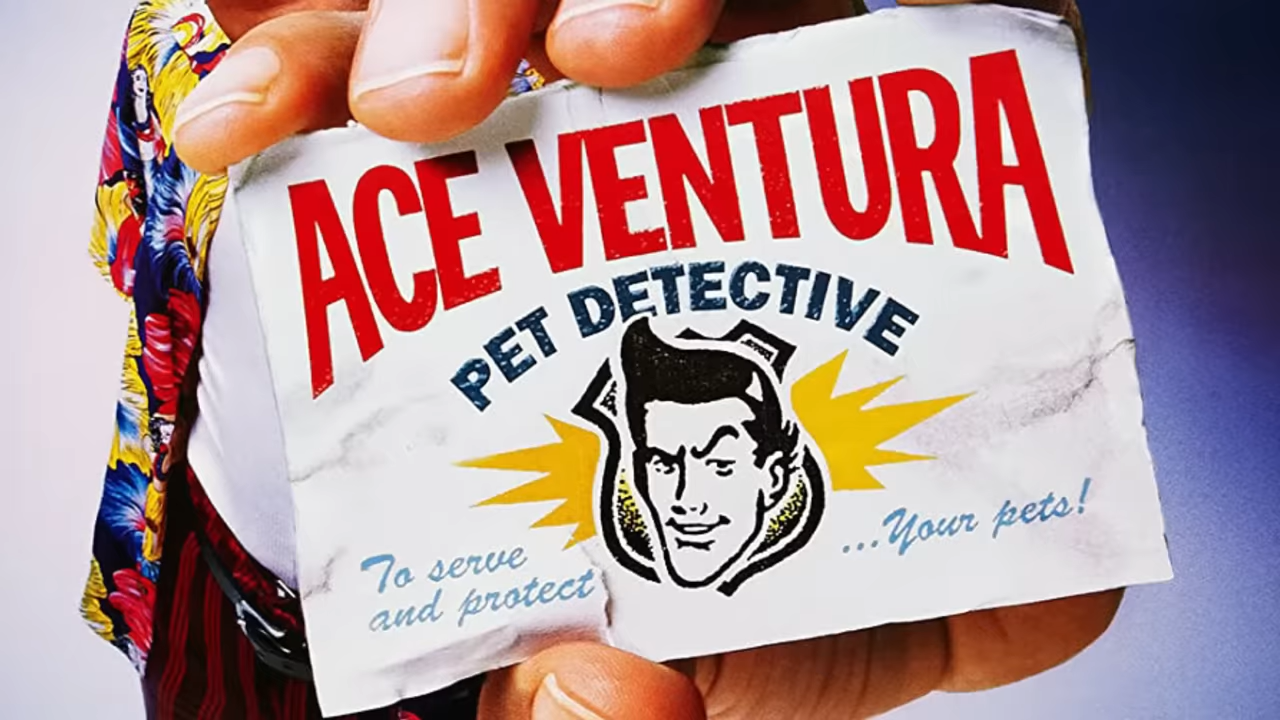 ACE VENTURA
PET DETECTIVE
To serve
and protect
...Your pets!